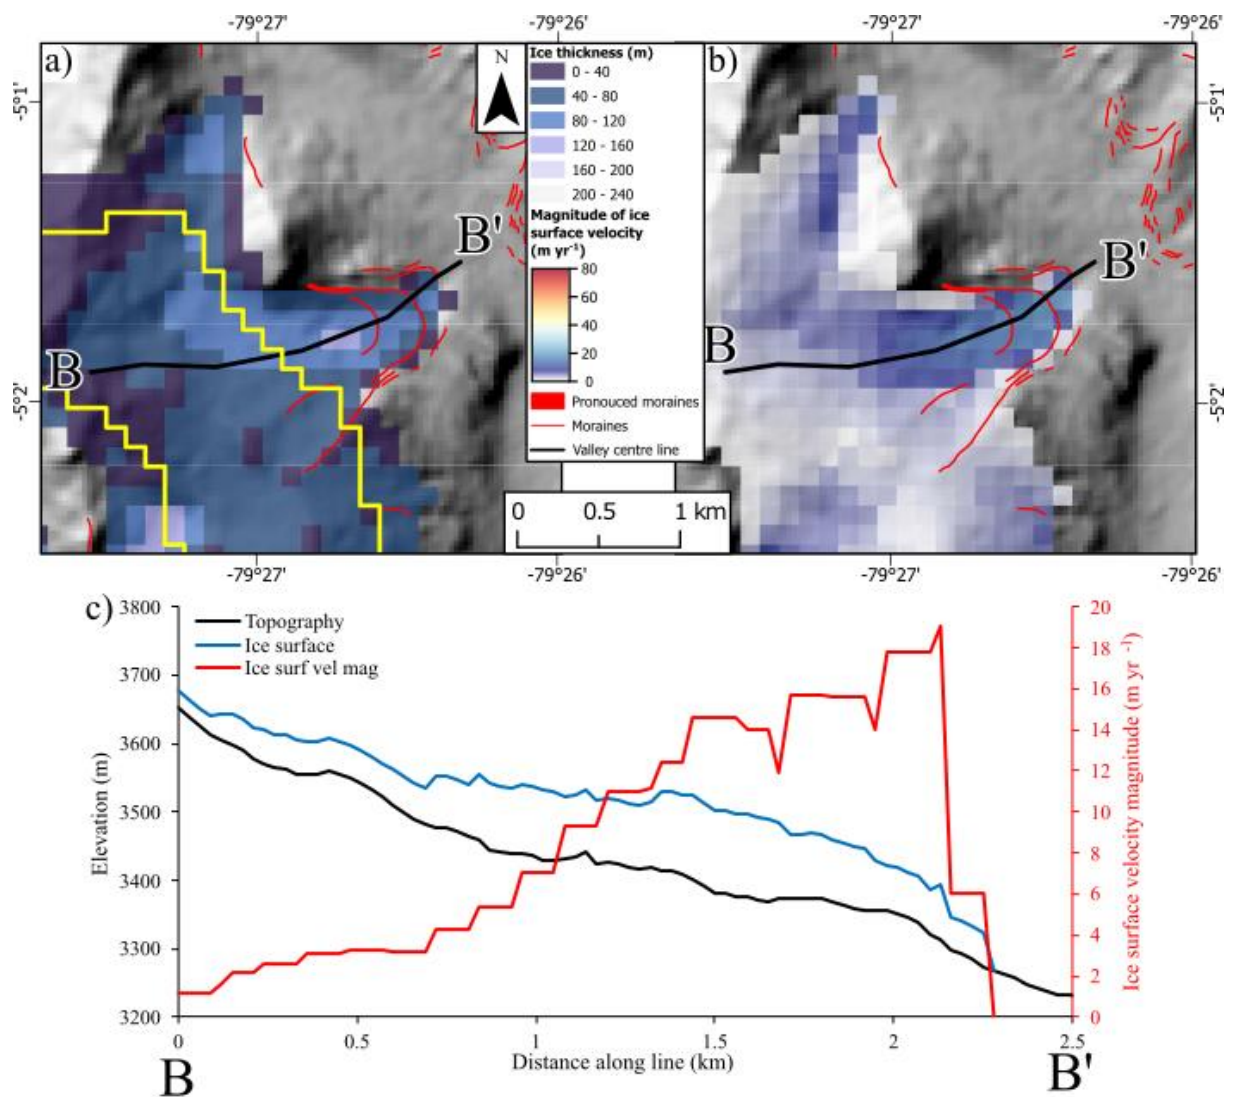 -79°27'
-79°26'
-79°27'
-79°26'
a)
N
Ice thickness (m)
0 - 40
40 - 80
80 - 120
120 - 160
160 - 200
200 - 240
Magnitude of ice
surface velocity
(m yr⁻¹)
80
60
40
20
0
Pronouced moraines
Moraines
Valley centre line
0
0.5
1 km
b)
-5°1'
-5°2'
-5°1'
-5°2'
B
B'
B
B'
-79°27'
-79°26'
-79°27'
-79°26'
c)
Topography
Ice surface
Ice surf vel mag
Elevation (m)
3800
3700
3600
3500
3400
3300
3200
20
18
16
14
12
10
8
6
4
2
0
Ice surface velocity magnitude (m yr ⁻¹)
0
0.5
1
1.5
2
2.5
Distance along line (km)
B
B'